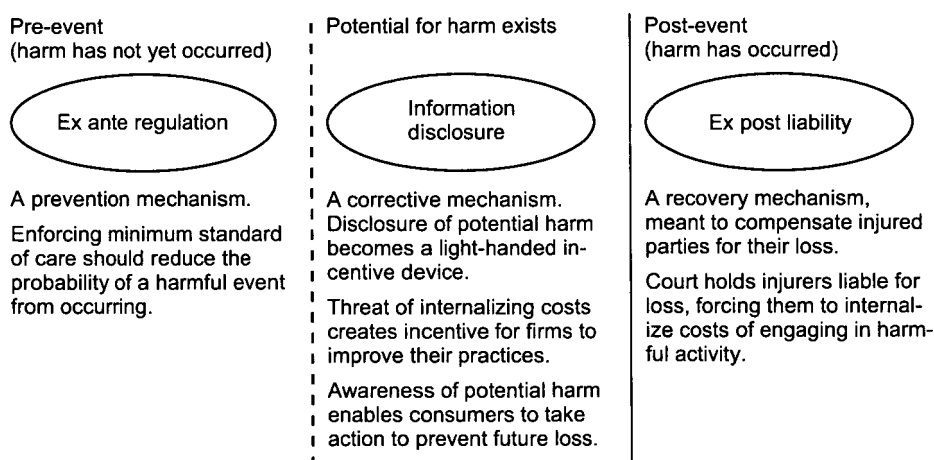 Pre-event
(harm has not yet occurred)
Ex ante regulation
A prevention mechanism.
Enforcing minimum standard
of care should reduce the
probability of a harmful event
from occurring.
Potential for harm exists
Information
disclosure
A corrective mechanism.
Disclosure of potential harm
becomes a light-handed in-
centive device.
Threat of internalizing costs
creates incentive for firms to
improve their practices.
Awareness of potential harm
enables consumers to take
action to prevent future loss.
Post-event
(harm has occurred)
Ex post liability
A recovery mechanism,
meant to compensate injured
parties for their loss.
Court holds injurers liable for
loss, forcing them to internal-
ize costs of engaging in harm-
ful activity.